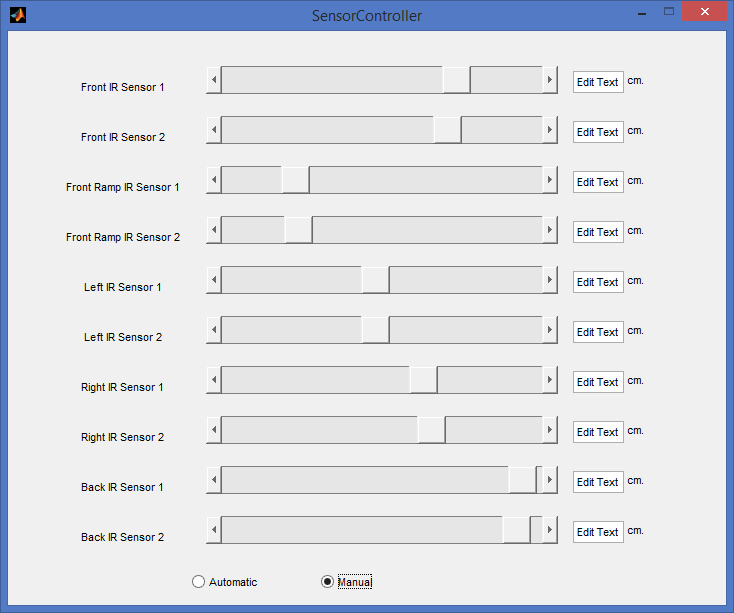 SensorController
Front IR Sensor 1 Edit Text cm.
Front IR Sensor 2 Edit Text cm.
Front Ramp IR Sensor 1 Edit Text cm.
Front Ramp IR Sensor 2 Edit Text cm.
Left IR Sensor 1 Edit Text cm.
Left IR Sensor 2 Edit Text cm.
Right IR Sensor 1 Edit Text cm.
Right IR Sensor 2 Edit Text cm.
Back IR Sensor 1 Edit Text cm.
Back IR Sensor 2 Edit Text cm.
Automatic Manual